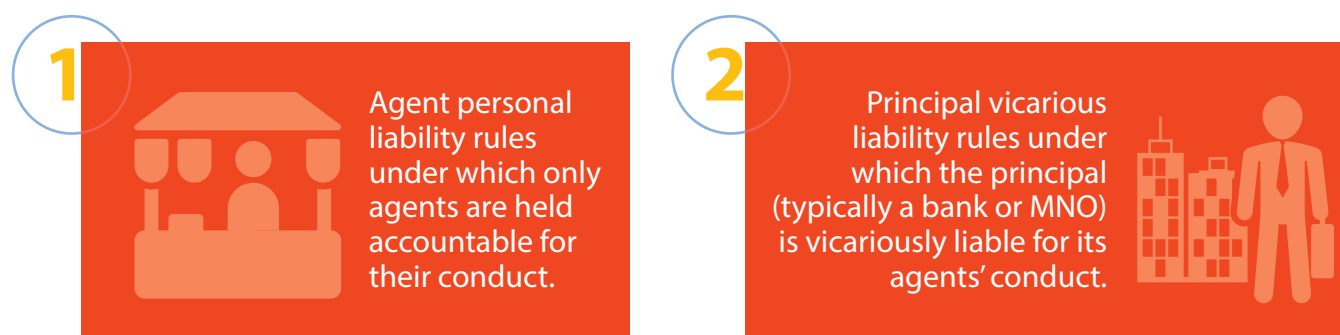 1
Agent personal
liability rules
under which only
agents are held
accountable for
their conduct.
2
Principal vicarious
liability rules under
which the principal
(typically a bank or MNO)
is vicariously liable for its
agents’ conduct.